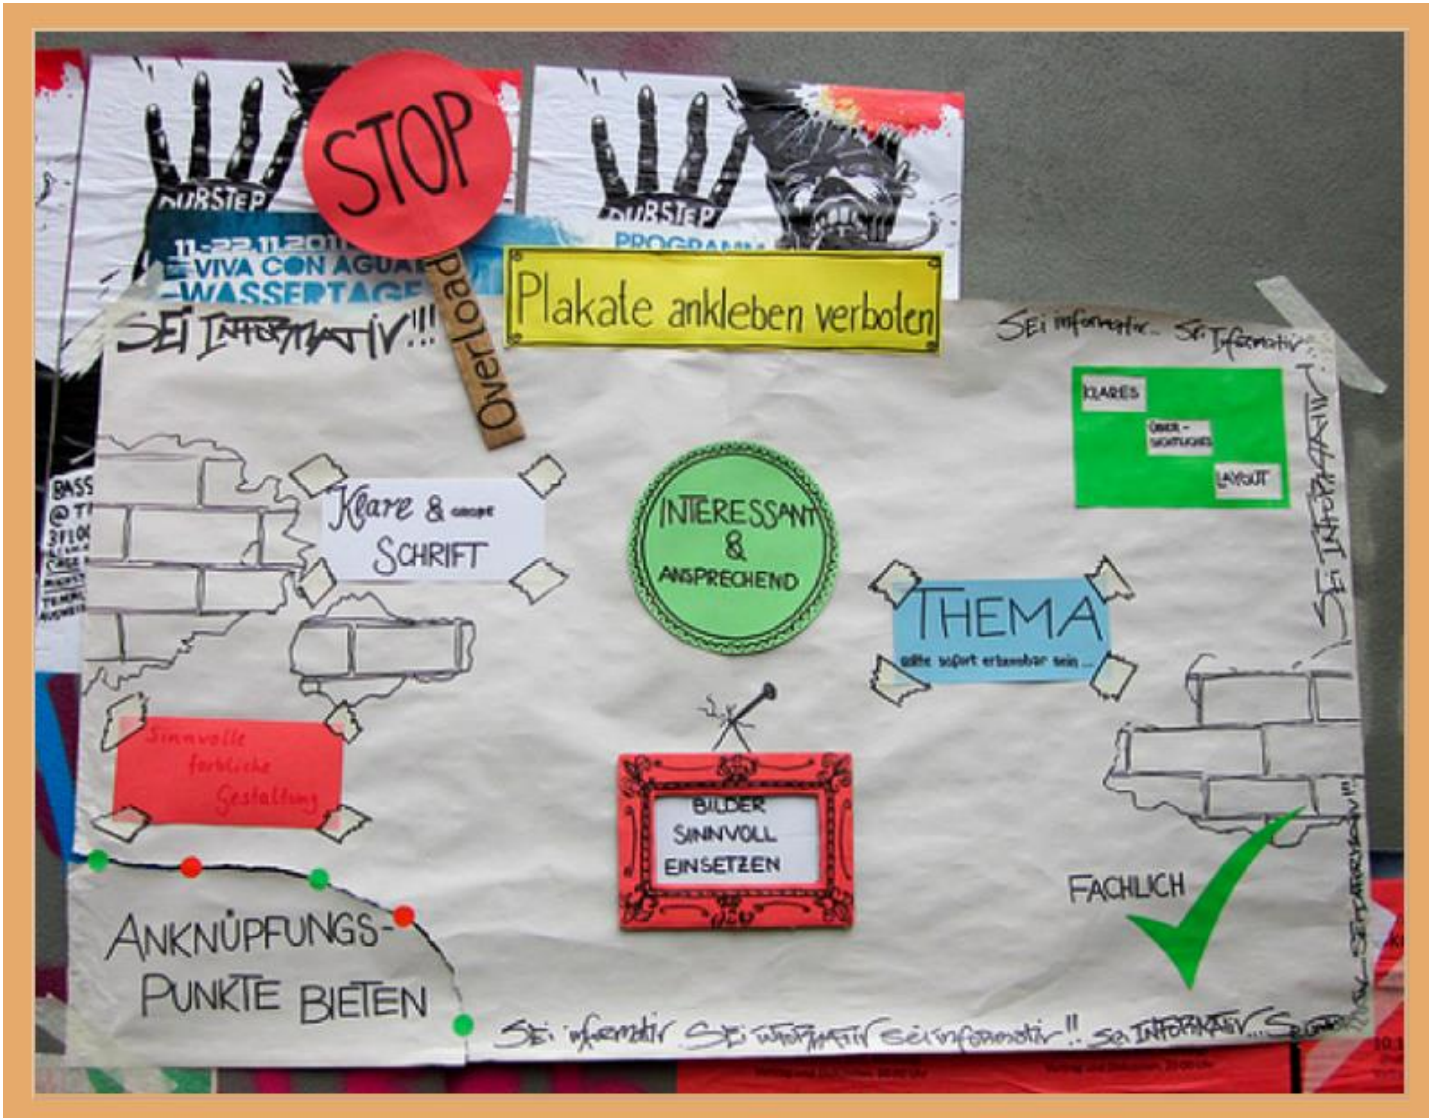 STOP
Overload
DUBSTEP
11.-22.11.2011
VIVA CON AGUA
WASSERTAGE
DUBSTEP
PROGRAMM
Plakate ankleben verboten
SEi INFORMATiV!!!
SEi informativ... SEi Informativ
SEI INFORMATIV!
KLARES
ÜBER-
SICHTLICHES
LAYOUT
Klare & GROßE
SCHRIFT
INTERESSANT
&
ANSPRECHEND
THEMA
sollte sofort erkennbar sein ...
Sinnvolle
farbliche
Gestaltung
BILDER
SINNVOLL
EINSETZEN
FACHLICH
ANKNÜPFUNGS-
PUNKTE BIETEN
SEi informativ SEi INFORMATIV sei informativ!! Sei INFORMATIV...